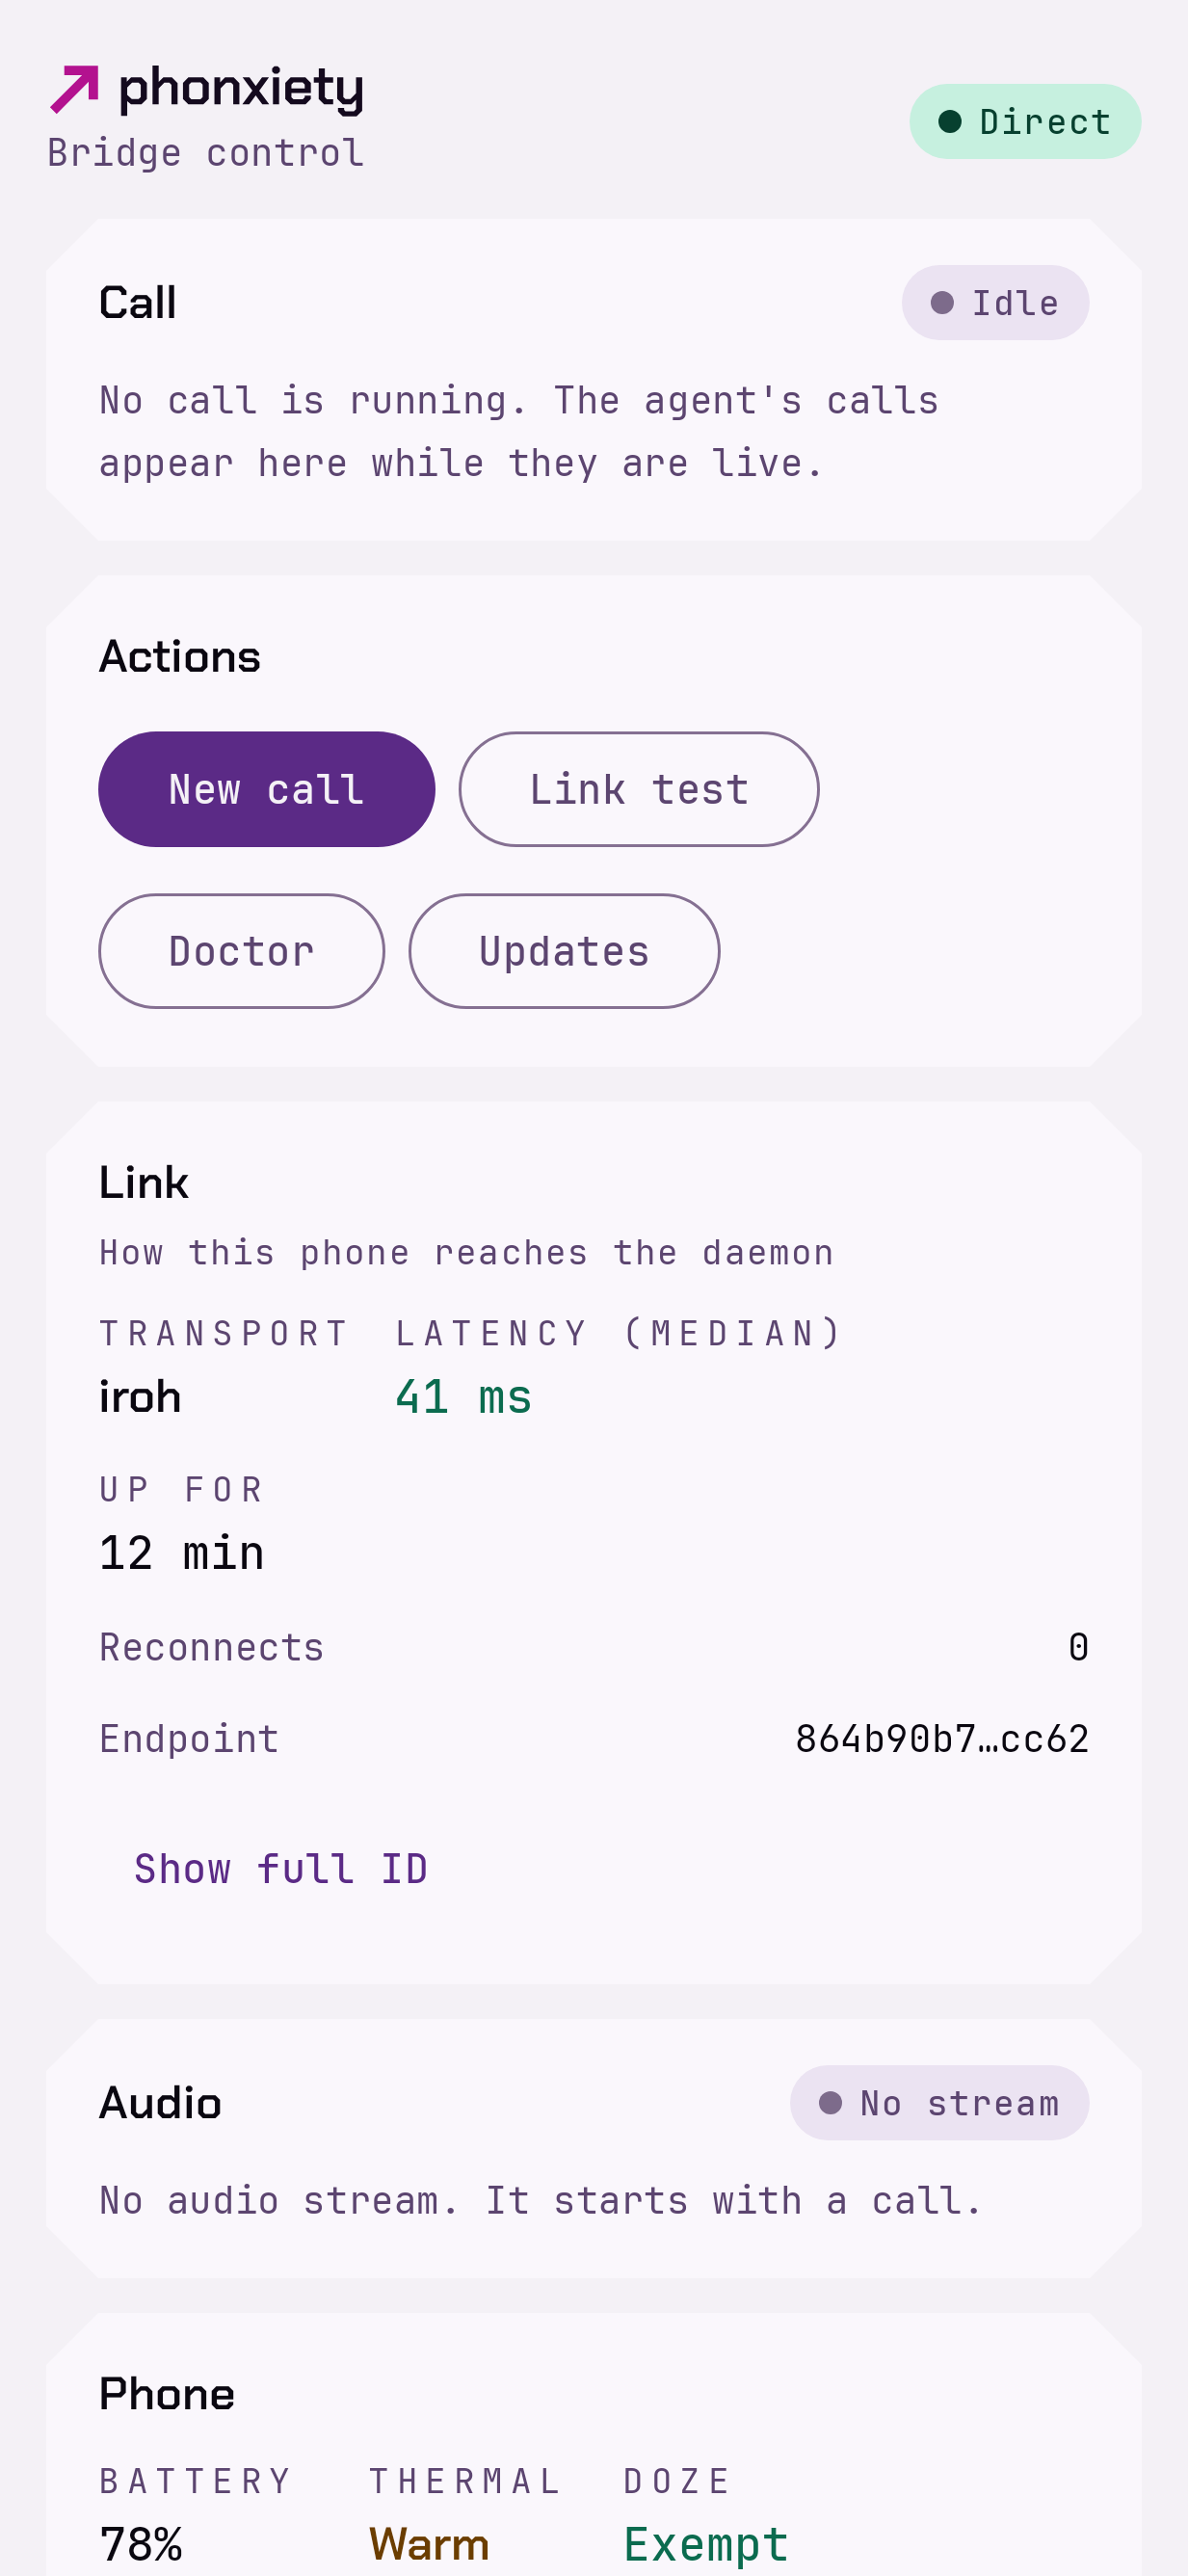 phonxiety
Bridge control
Direct
Call
Idle
No call is running. The agent's calls
appear here while they are live.
Actions
New call
Link test
Doctor
Updates
Link
How this phone reaches the daemon
TRANSPORT
LATENCY (MEDIAN)
iroh
41 ms
UP FOR
12 min
Reconnects
0
Endpoint
864b90b7…cc62
Show full ID
Audio
No stream
No audio stream. It starts with a call.
Phone
BATTERY
THERMAL
DOZE
78%
Warm
Exempt